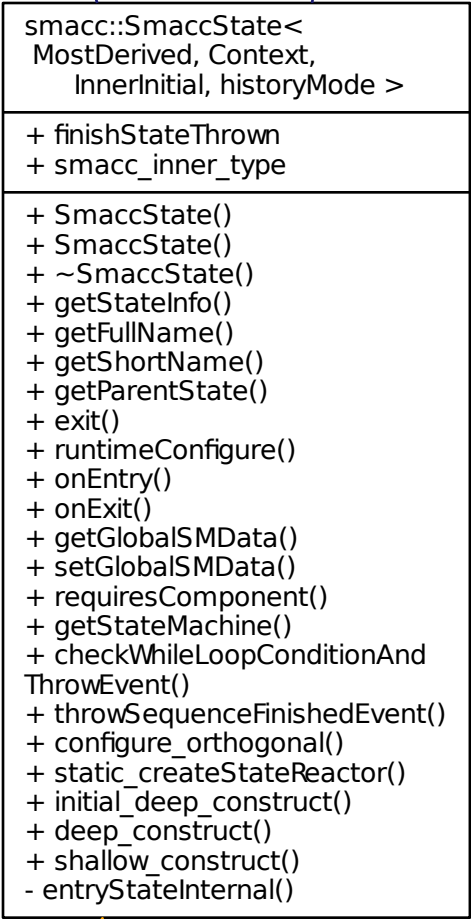 smacc::SmaccState<
MostDerived, Context,
InnerInitial, historyMode >
+ finishStateThrown
+ smacc_inner_type
+ SmaccState()
+ SmaccState()
+ ~SmaccState()
+ getStateInfo()
+ getFullName()
+ getShortName()
+ getParentState()
+ exit()
+ runtimeConfigure()
+ onEntry()
+ onExit()
+ getGlobalSMData()
+ setGlobalSMData()
+ requiresComponent()
+ getStateMachine()
+ checkWhileLoopConditionAnd
ThrowEvent()
+ throwSequenceFinishedEvent()
+ configure_orthogonal()
+ static_createStateReactor()
+ initial_deep_construct()
+ deep_construct()
+ shallow_construct()
- entryStateInternal()